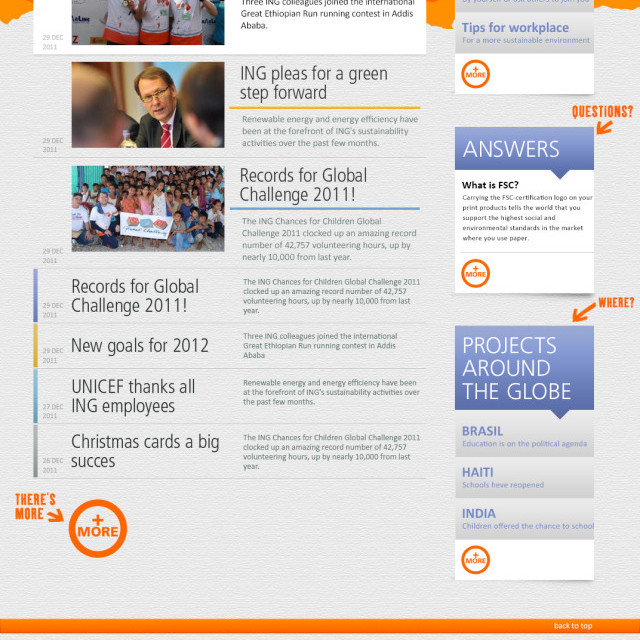 Three ING colleagues joined the international
Great Ethiopian Run running contest in Addis
Ababa.
29 DEC
2011
ING pleas for a green
step forward
Renewable energy and energy efficiency have
been at the forefront of ING's sustainability
activities over the past few months.
29 DEC
2011
Records for Global
Challenge 2011!
The ING Chances for Children Global
Challenge 2011 clocked up an amazing record
number of 42,757 volunteering hours, up by
nearly 10,000 from last year.
29 DEC
2011
Records for Global
Challenge 2011!
The ING Chances for Children Global Challenge 2011
clocked up an amazing record number of 42,757
volunteering hours, up by nearly 10,000 from last
year.
29 DEC
2011
New goals for 2012
Three ING colleagues joined the international
Great Ethiopian Run running contest in Addis
Ababa
29 DEC
2011
UNICEF thanks all
ING employees
Renewable energy and energy efficiency have been
at the forefront of ING's sustainability activities over
the past few months.
27 DEC
2011
Christmas cards a big
succes
The ING Chances for Children Global Challenge 2011
clocked up an amazing record number of 42,757
volunteering hours, up by nearly 10,000 from last
year.
26 DEC
2011
THERE'S
MORE
+
MORE
Tips for workplace
For a more sustainable environment
+
MORE
QUESTIONS?
ANSWERS
What is FSC?
Carrying the FSC-certification logo on your
print products tells the world that you
support the highest social and
environmental standards in the market
where you use paper.
+
MORE
WHERE?
PROJECTS
AROUND
THE GLOBE
BRASIL
Education is on the political agenda
HAITI
Schools heve reopened
INDIA
Children offered the chance to school
+
MORE
back to top